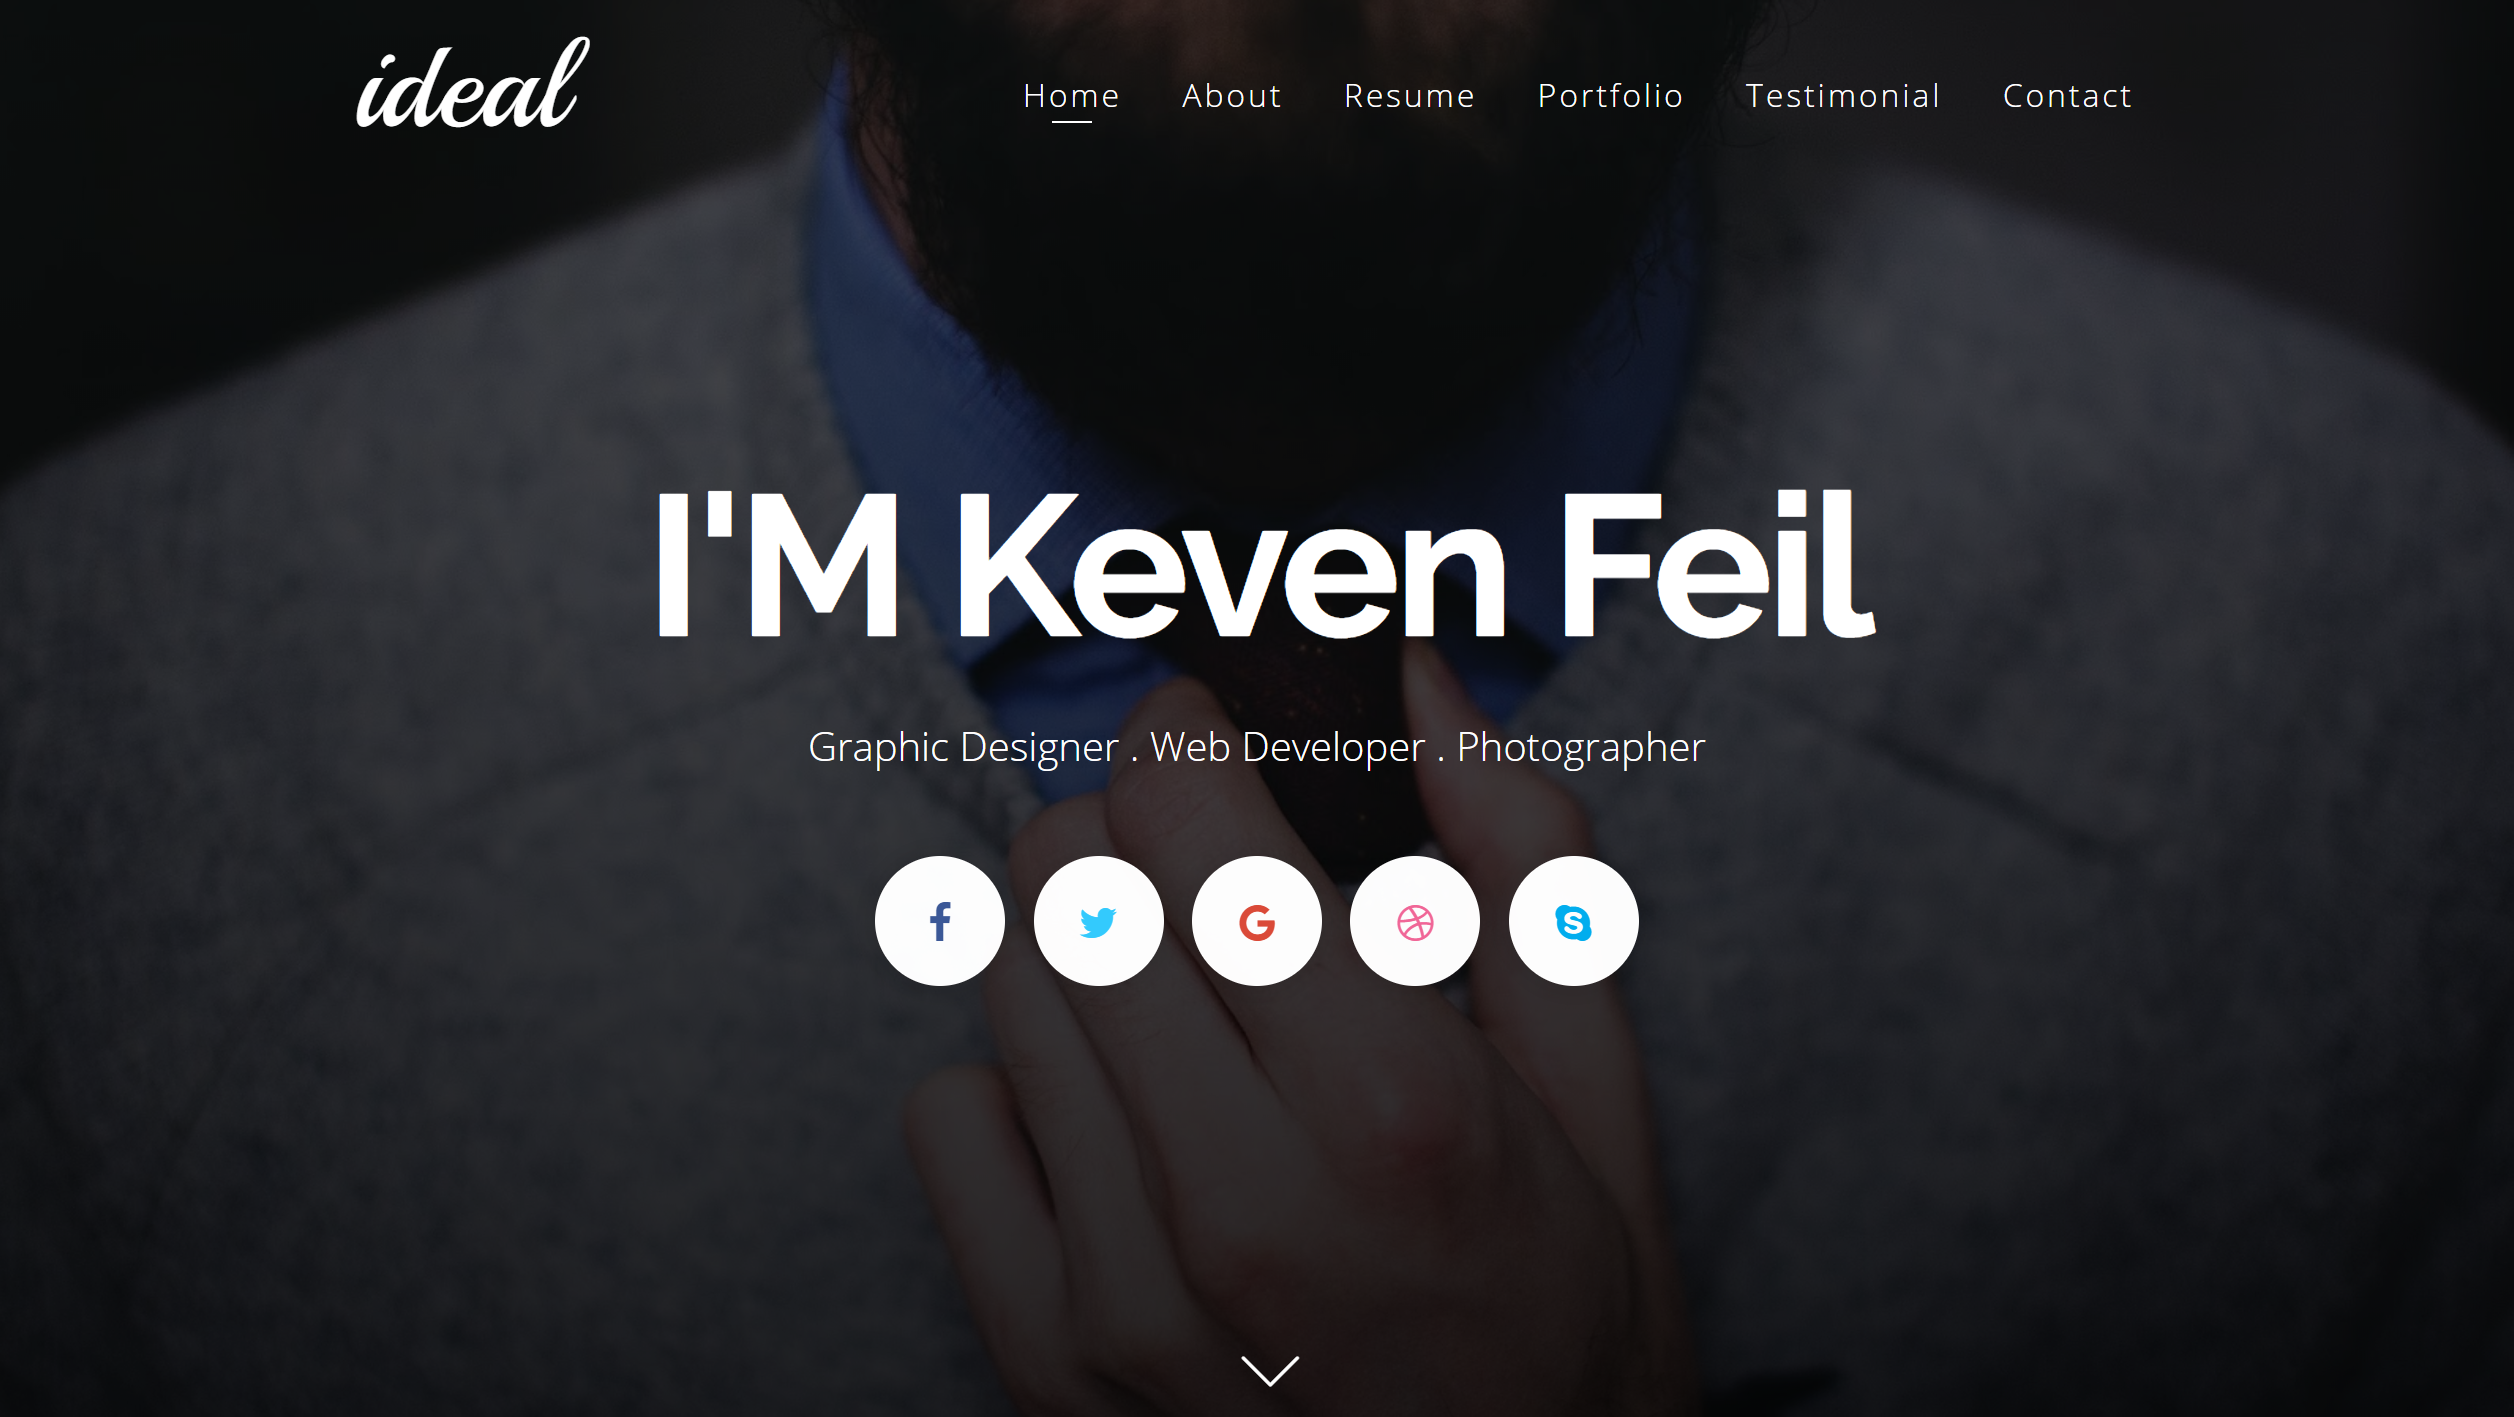 ideal
Home About Resume Portfolio Testimonial Contact
I'M Keven Feil
Graphic Designer . Web Developer . Photographer